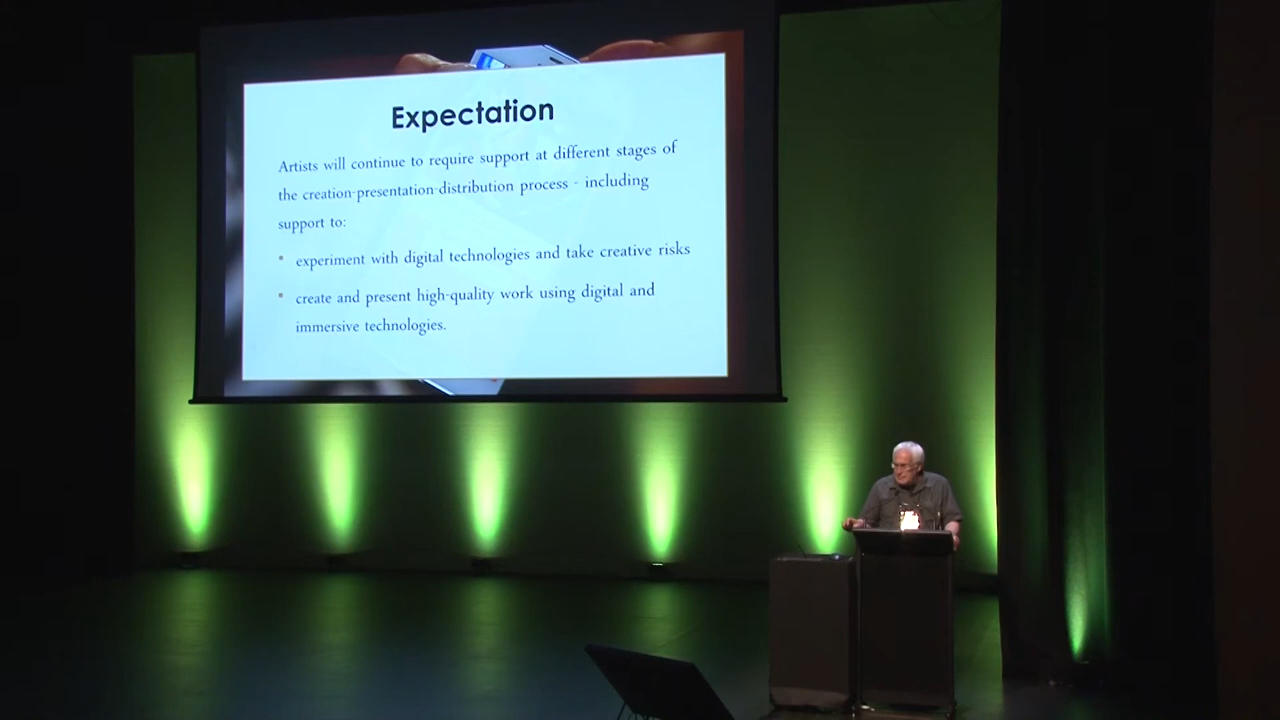 Expectation
Artists will continue to require support at different stages of
the creation-presentation-distribution process - including
support to:
• experiment with digital technologies and take creative risks
• create and present high-quality work using digital and
immersive technologies.